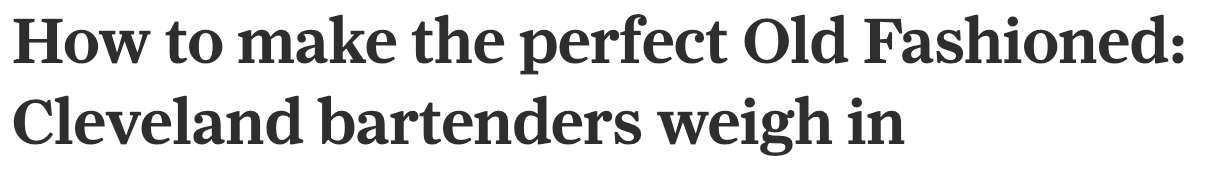 How to make the perfect Old Fashioned:
Cleveland bartenders weigh in